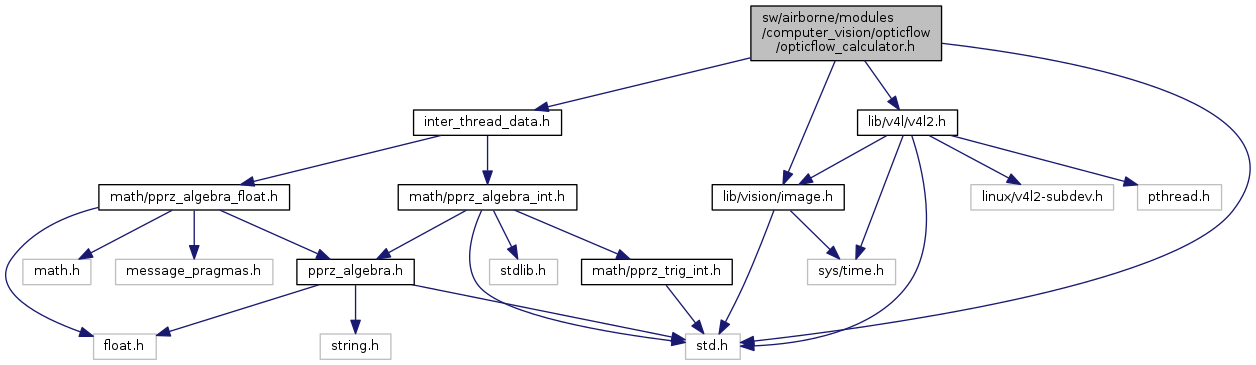 sw/airborne/modules
/computer_vision/opticflow
/opticflow_calculator.h
inter_thread_data.h
lib/v4l/v4l2.h
math/pprz_algebra_float.h
math/pprz_algebra_int.h
lib/vision/image.h
linux/v4l2-subdev.h
pthread.h
math.h
message_pragmas.h
pprz_algebra.h
stdlib.h
math/pprz_trig_int.h
sys/time.h
float.h
string.h
std.h